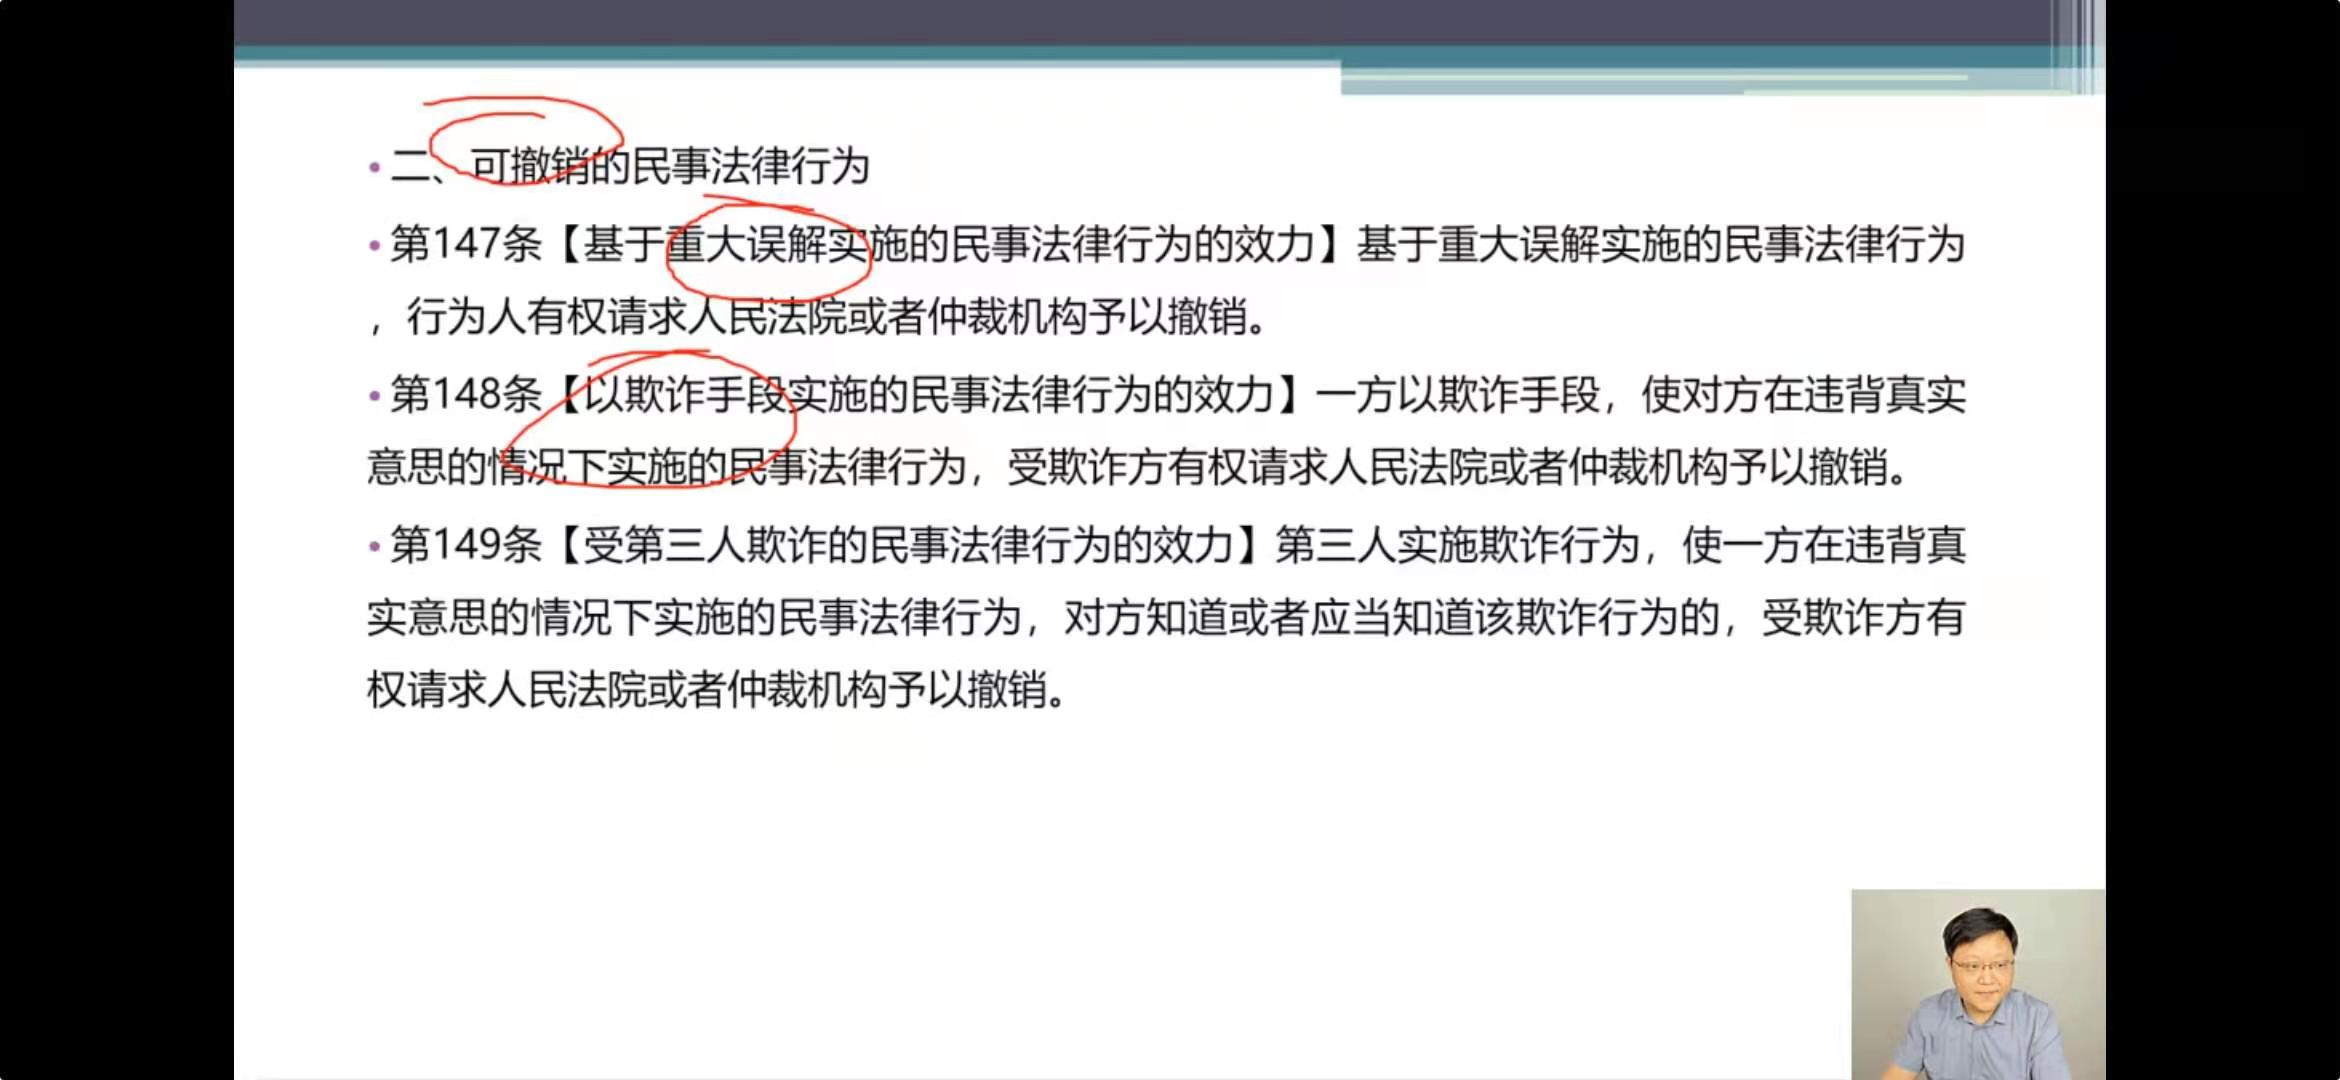 • 二、可撤销的民事法律行为
• 第147条【基于重大误解实施的民事法律行为的效力】基于重大误解实施的民事法律行为
，行为人有权请求人民法院或者仲裁机构予以撤销。
• 第148条【以欺诈手段实施的民事法律行为的效力】一方以欺诈手段，使对方在违背真实
意思的情况下实施的民事法律行为，受欺诈方有权请求人民法院或者仲裁机构予以撤销。
• 第149条【受第三人欺诈的民事法律行为的效力】第三人实施欺诈行为，使一方在违背真
实意思的情况下实施的民事法律行为，对方知道或者应当知道该欺诈行为的，受欺诈方有
权请求人民法院或者仲裁机构予以撤销。